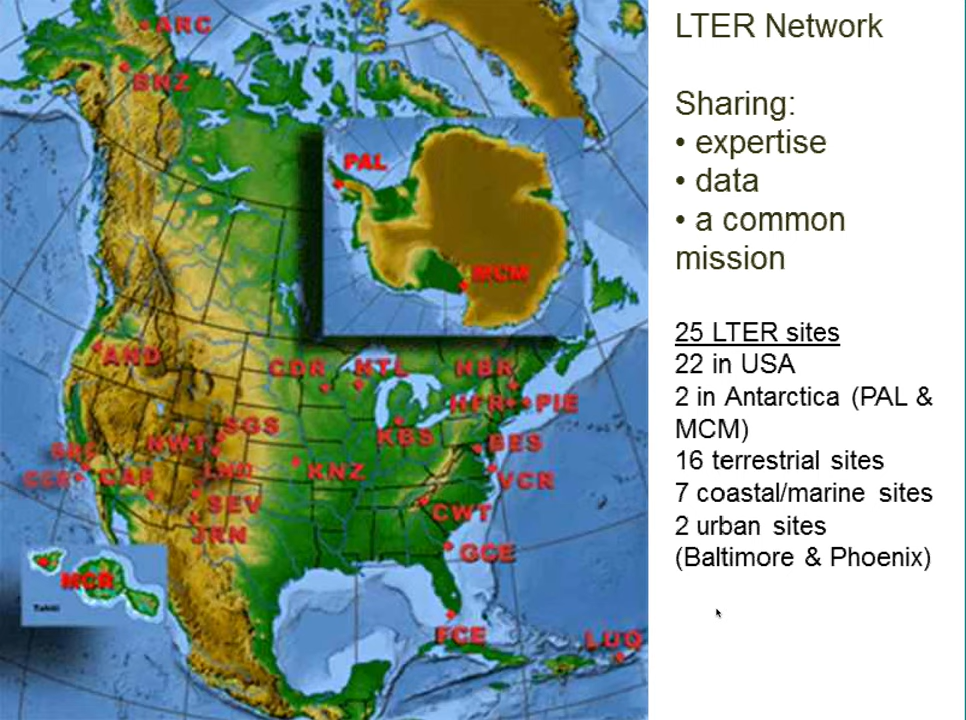 ARC
BNZ
PAL
MCM
AND
CDR
NTL
HBR
HFR
PIE
SGS
NWT
KBS
BES
LNO
KNZ
VCR
CAP
SEV
CWT
JRN
GCE
MCR
Tahiti
FCE
LUQ
LTER Network
Sharing:
• expertise
• data
• a common
mission
25 LTER sites
22 in USA
2 in Antarctica (PAL &
MCM)
16 terrestrial sites
7 coastal/marine sites
2 urban sites
(Baltimore & Phoenix)